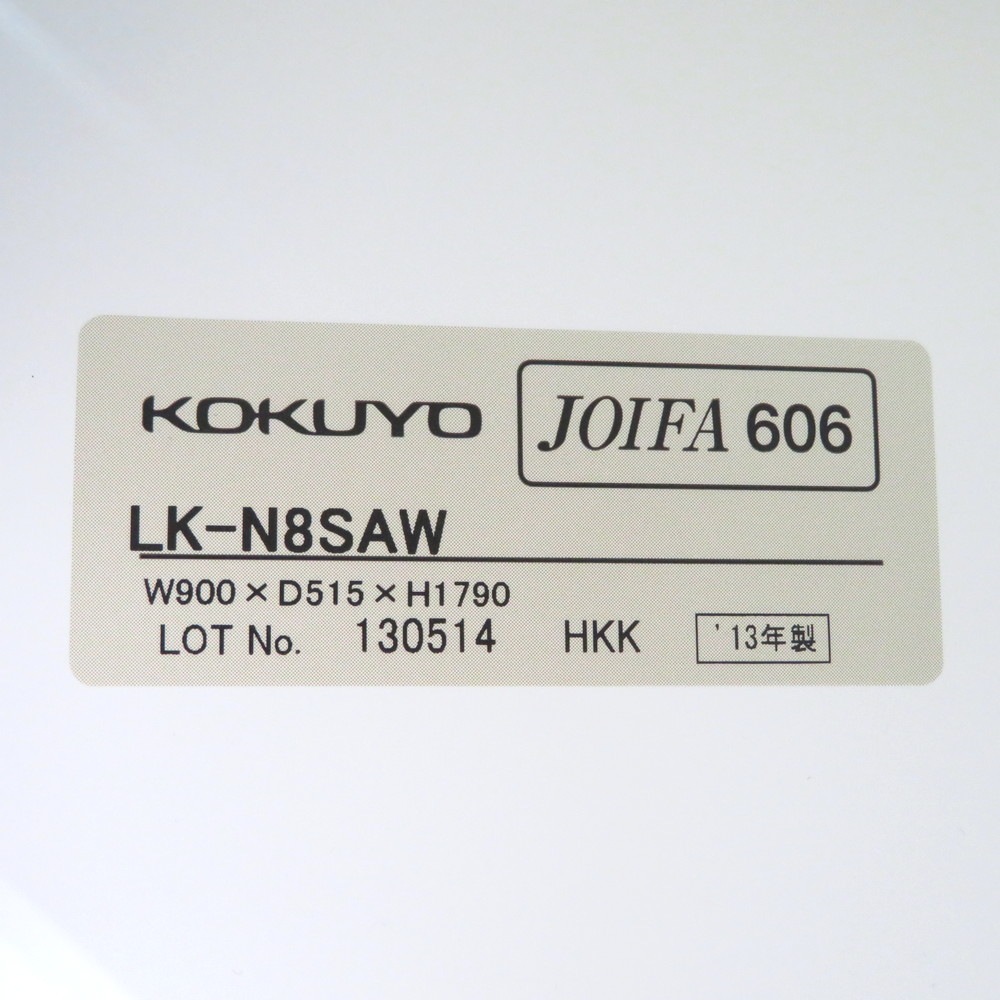 KOKUYO JOIFA 606
LK-N8SAW
W900×D515×H1790
LOT No. 130514 HKK '13年製